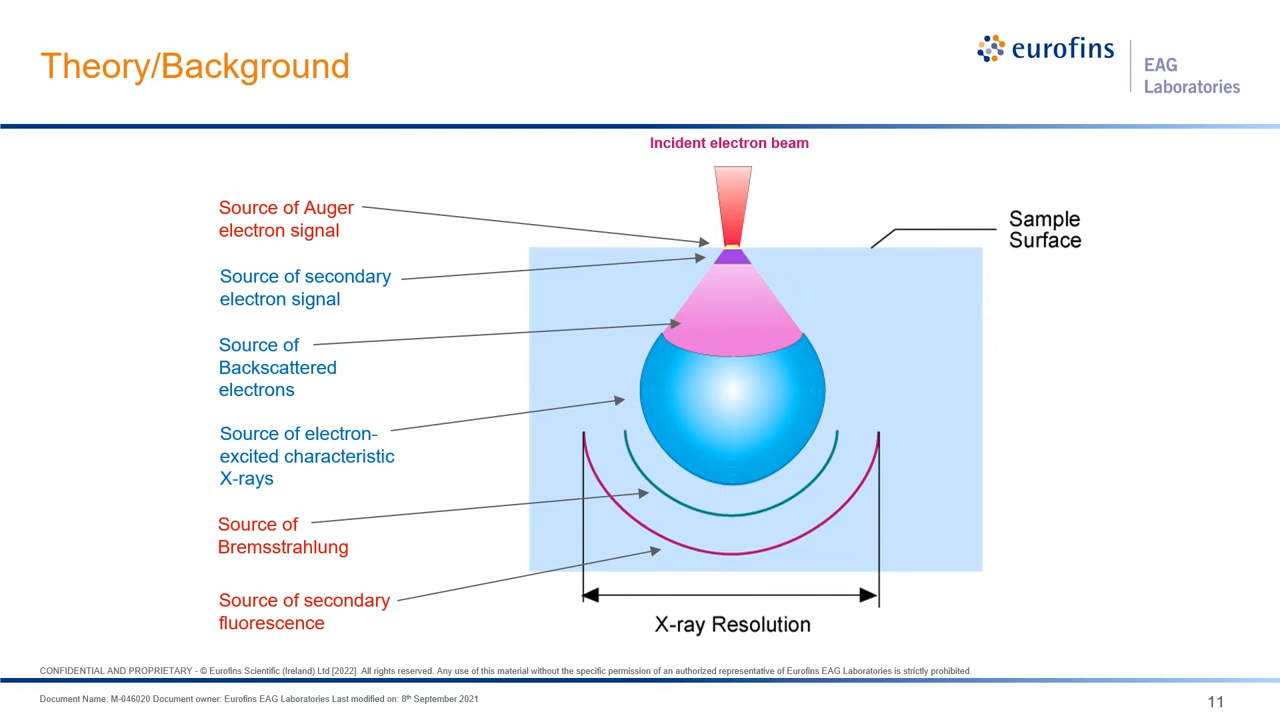 Theory/Background
eurofins
EAG
Laboratories
Incident electron beam
Source of Auger
electron signal
Source of secondary
electron signal
Source of
Backscattered
electrons
Source of electron-
excited characteristic
X-rays
Source of
Bremsstrahlung
Source of secondary
fluorescence
Sample
Surface
X-ray Resolution
CONFIDENTIAL AND PROPRIETARY - © Eurofins Scientific (Ireland) Ltd [2022]. All rights reserved. Any use of this material without the specific permission of an authorized representative of Eurofins EAG Laboratories is strictly prohibited.
Document Name: M-046020 Document owner: Eurofins EAG Laboratories Last modified on: 8th September 2021
11